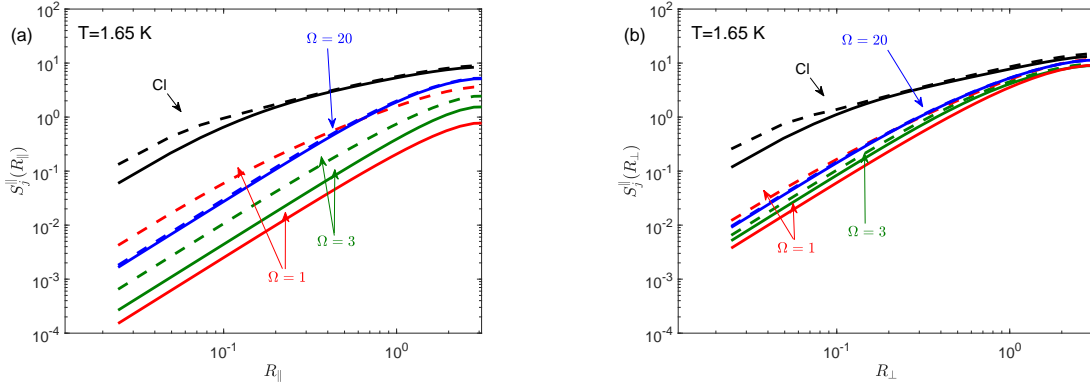 (a)
T=1.65 K
Cl
Ω = 20
Ω = 3
Ω = 1
S_j^∥(R_∥)
10^2
10^1
10^0
10^-1
10^-2
10^-3
10^-4
10^-1
10^0
R_∥
(b)
T=1.65 K
Cl
Ω = 20
Ω = 3
Ω = 1
S_j^∥(R_⊥)
10^2
10^1
10^0
10^-1
10^-2
10^-3
10^-4
10^-1
10^0
R_⊥